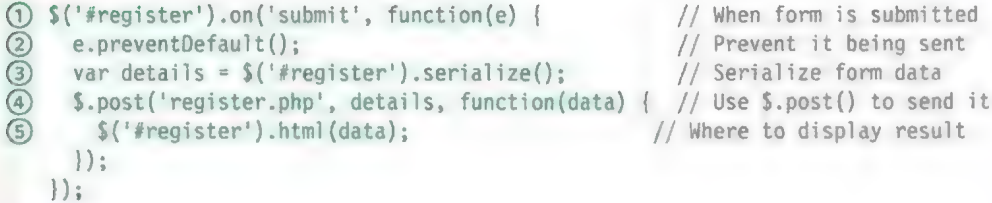 ① $('#register').on('submit', function(e) { // When form is submitted
② e.preventDefault(); // Prevent it being sent
③ var details = $('#register').serialize(); // Serialize form data
④ $.post('register.php', details, function(data) { // Use $.post() to send it
⑤ $('#register').html(data); // Where to display result
});
});